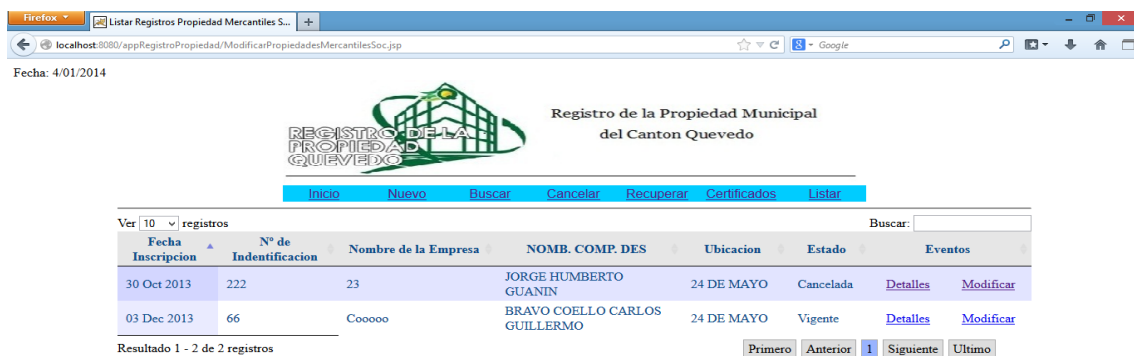 Firefox
Listar Registros Propiedad Mercantiles S...
localhost:8080/appRegistroPropiedad/ModificarPropiedadesMercantilesSoc.jsp
Google
Fecha: 4/01/2014
REGISTRO DE LA
PROPIEDAD
QUEVEDO
Registro de la Propiedad Municipal
del Canton Quevedo
Inicio Nuevo Buscar Cancelar Recuperar Certificados Listar
Ver 10 registros Buscar:
Fecha Inscripcion Nº de Indentificacion Nombre de la Empresa NOMB. COMP. DES Ubicacion Estado Eventos
30 Oct 2013 222 23 JORGE HUMBERTO GUANIN 24 DE MAYO Cancelada Detalles Modificar
03 Dec 2013 66 Cooooo BRAVO COELLO CARLOS GUILLERMO 24 DE MAYO Vigente Detalles Modificar
Resultado 1 - 2 de 2 registros Primero Anterior 1 Siguiente Ultimo